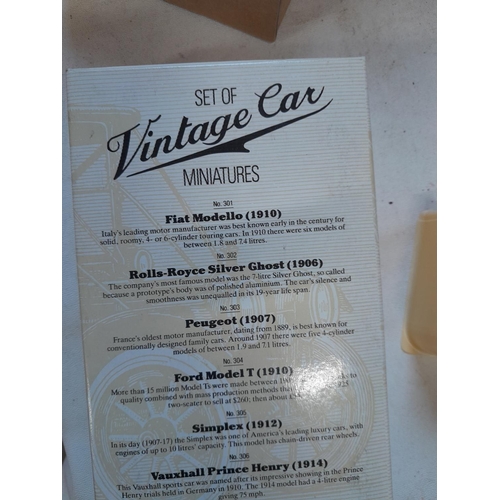 SET OF
Vintage Car
MINIATURES
No. 301
Fiat Modello (1910)
Italy's leading motor manufacturer was best known early in the century for
solid, roomy, 4- or 6-cylinder touring cars. In 1910 there were six models of
between 1.8 and 7.4 litres.
No. 302
Rolls-Royce Silver Ghost (1906)
The company's most famous model was the 7-litre Silver Ghost, so called
because a prototype's body was of polished aluminium. The car's silence and
smoothness was unequalled in its 19-year life span.
No. 303
Peugeot (1907)
France's oldest motor manufacturer, dating from 1889, is best known for
conventionally designed family cars. Around 1907 there were five 4-cylinder
models of between 1.9 and 7.1 litres.
No. 304
Ford Model T (1910)
More than 15 million Model Ts were made between to
quality combined with mass production methods that
two-seater to sell at $260; then about
No. 305
Simplex (1912)
In its day (1907-17) the Simplex was one of America's leading luxury cars, with
engines of up to 10 litres' capacity. This model has chain-driven rear wheels.
No. 306
Vauxhall Prince Henry (1914)
This Vauxhall sports car was named after its impressive showing in the Prince
Henry trials held in Germany in 1910. The 1914 model had a 4-litre engine
giving 75 mph.